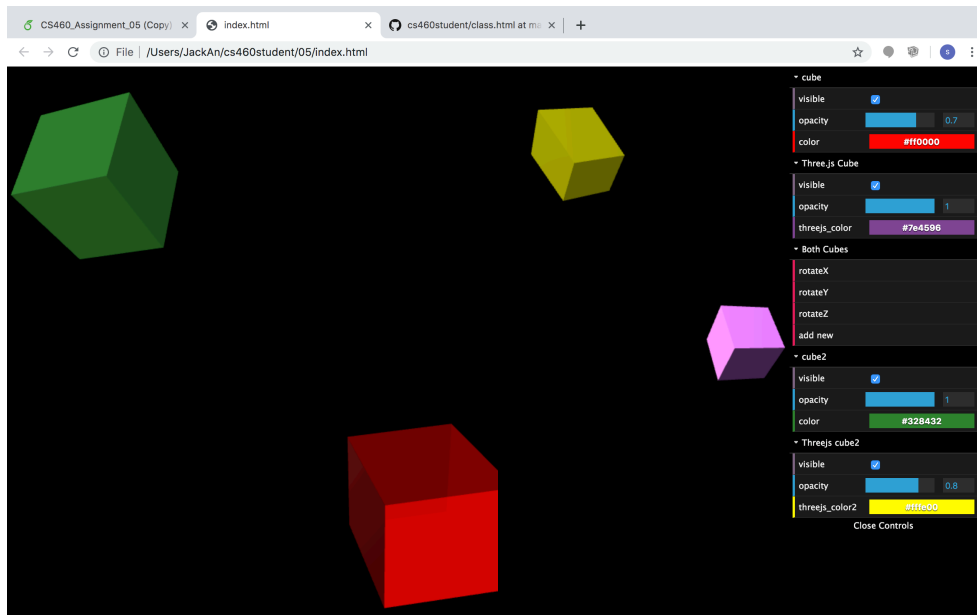 CS460_Assignment_05 (Copy)
index.html
cs460student/class.html at ma
File | /Users/JackAn/cs460student/05/index.html
S
cube
visible
opacity 0.7
color #ff0000
Three.js Cube
visible
opacity 1
threejs_color #7e4596
Both Cubes
rotateX
rotateY
rotateZ
add new
cube2
visible
opacity 1
color #328432
Threejs cube2
visible
opacity 0.8
threejs_color2 #fffe00
Close Controls